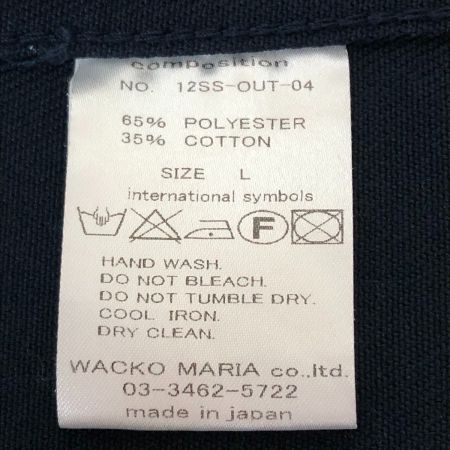 composition
NO. 12SS-OUT-04
65% POLYESTER
35% COTTON
SIZE L
international symbols
F
HAND WASH.
DO NOT BLEACH.
DO NOT TUMBLE DRY.
COOL IRON.
DRY CLEAN.
WACKO MARIA co.,ltd.
03-3462-5722
made in japan